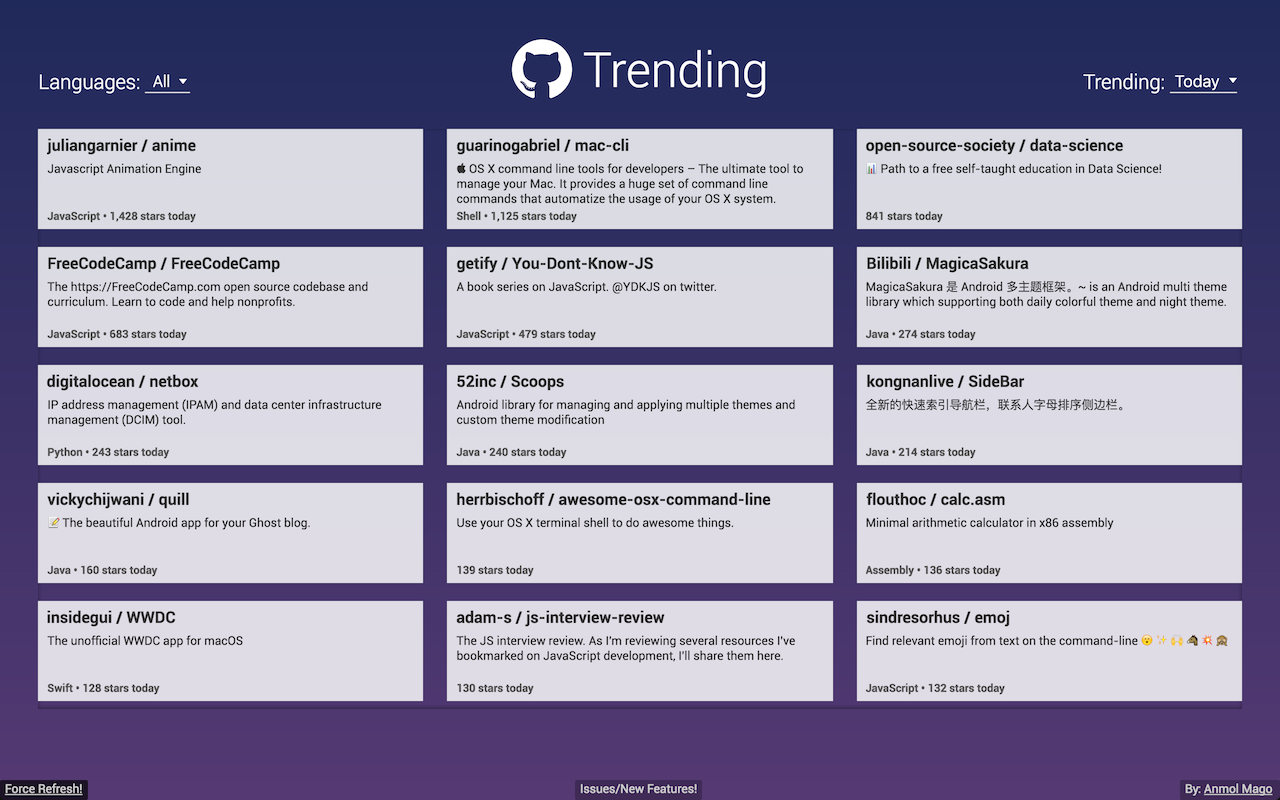 Trending
Languages: All
Trending: Today
juliangarnier / anime
Javascript Animation Engine
JavaScript • 1,428 stars today
guarinogabriel / mac-cli
 OS X command line tools for developers – The ultimate tool to
manage your Mac. It provides a huge set of command line
commands that automatize the usage of your OS X system.
Shell • 1,125 stars today
open-source-society / data-science
📊 Path to a free self-taught education in Data Science!
841 stars today
FreeCodeCamp / FreeCodeCamp
The https://FreeCodeCamp.com open source codebase and
curriculum. Learn to code and help nonprofits.
JavaScript • 683 stars today
getify / You-Dont-Know-JS
A book series on JavaScript. @YDKJS on twitter.
JavaScript • 479 stars today
Bilibili / MagicaSakura
MagicaSakura 是 Android 多主题框架。~ is an Android multi theme
library which supporting both daily colorful theme and night theme.
Java • 274 stars today
digitalocean / netbox
IP address management (IPAM) and data center infrastructure
management (DCIM) tool.
Python • 243 stars today
52inc / Scoops
Android library for managing and applying multiple themes and
custom theme modification
Java • 240 stars today
kongnanlive / SideBar
全新的快速索引导航栏，联系人字母排序侧边栏。
Java • 214 stars today
vickychijwani / quill
📝 The beautiful Android app for your Ghost blog.
Java • 160 stars today
herrbischoff / awesome-osx-command-line
Use your OS X terminal shell to do awesome things.
139 stars today
flouthoc / calc.asm
Minimal arithmetic calculator in x86 assembly
Assembly • 136 stars today
insidegui / WWDC
The unofficial WWDC app for macOS
Swift • 128 stars today
adam-s / js-interview-review
The JS interview review. As I'm reviewing several resources I've
bookmarked on JavaScript development, I'll share them here.
130 stars today
sindresorhus / emoj
Find relevant emoji from text on the command-line 😮 ✨ 🙌 🐴 💥 🙈
JavaScript • 132 stars today
Force Refresh!
Issues/New Features!
By: Anmol Mago